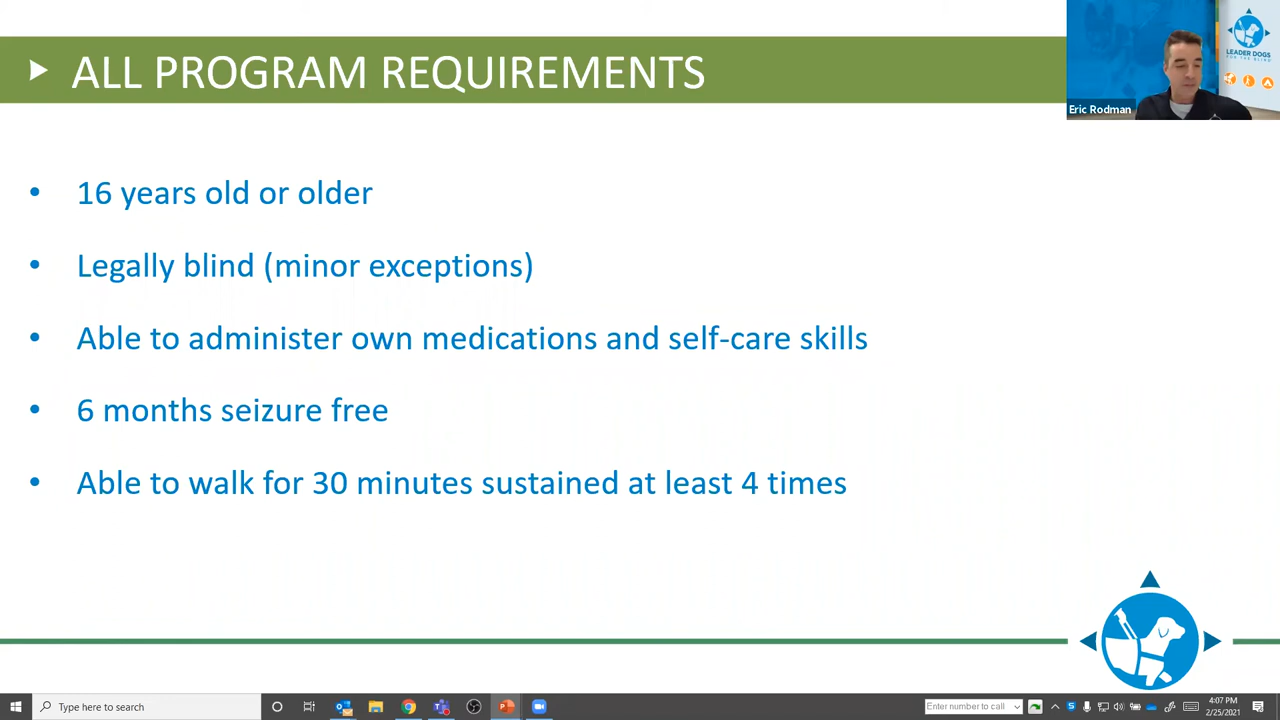 ALL PROGRAM REQUIREMENTS
LEADER DOGS
FOR THE BLIND
Eric Rodman
• 16 years old or older
• Legally blind (minor exceptions)
• Able to administer own medications and self-care skills
• 6 months seizure free
• Able to walk for 30 minutes sustained at least 4 times
Type here to search
Enter number to call
4:07 PM
2/25/2021